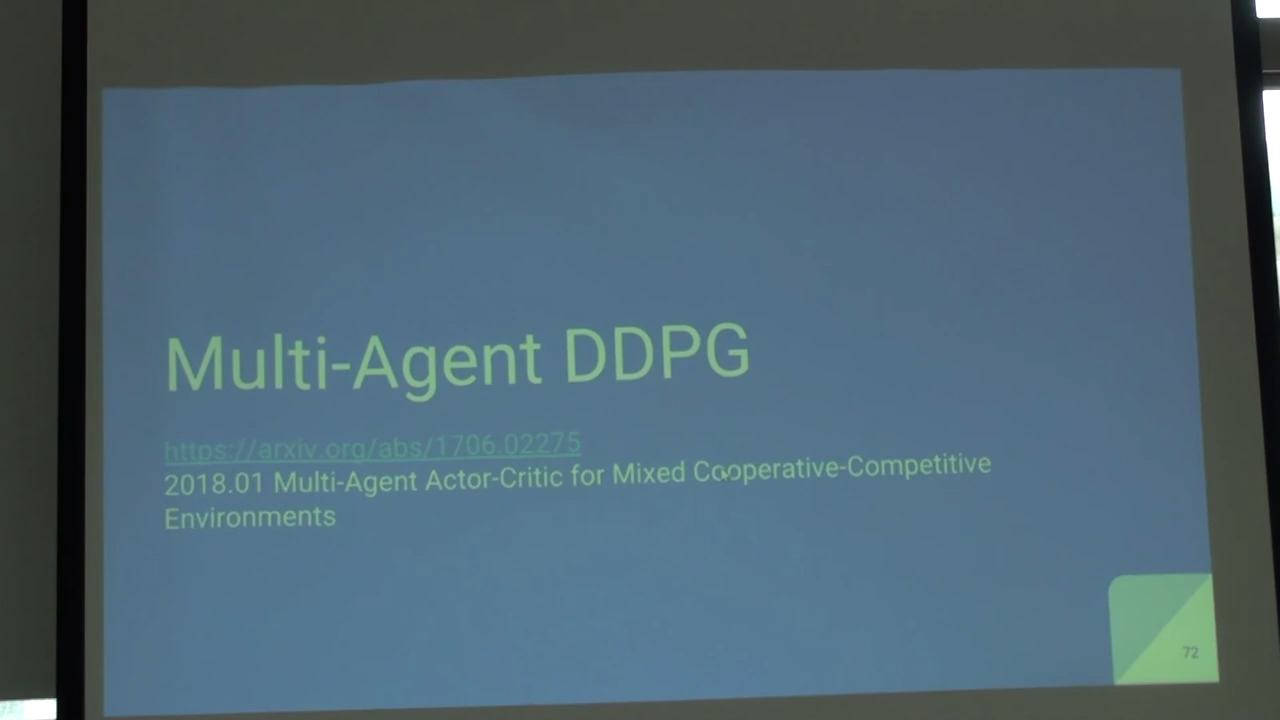 Multi-Agent DDPG
https://arxiv.org/abs/1706.02275
2018.01 Multi-Agent Actor-Critic for Mixed Cooperative-Competitive
Environments
72